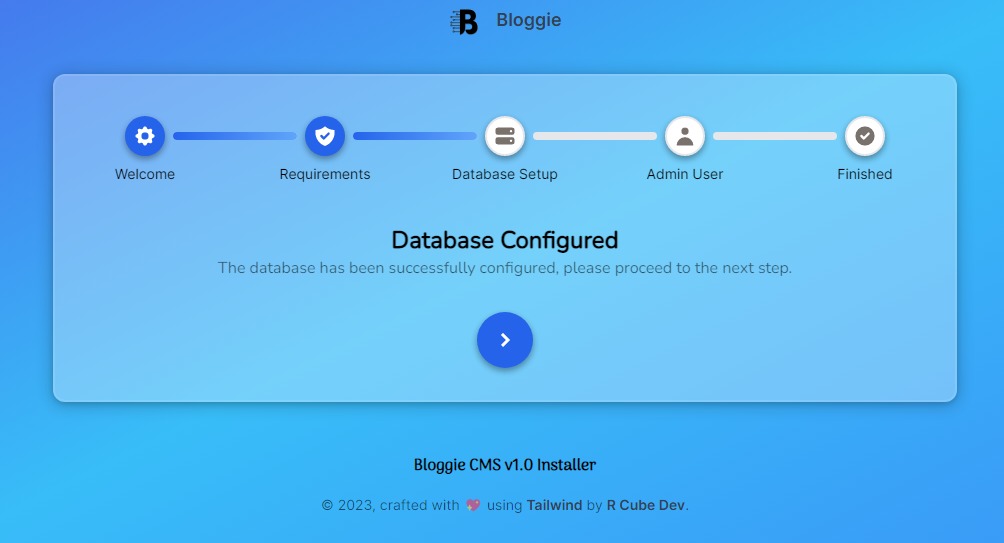 Bloggie
Welcome
Requirements
Database Setup
Admin User
Finished
Database Configured
The database has been successfully configured, please proceed to the next step.
Bloggie CMS v1.0 Installer
© 2023, crafted with 💖 using Tailwind by R Cube Dev.